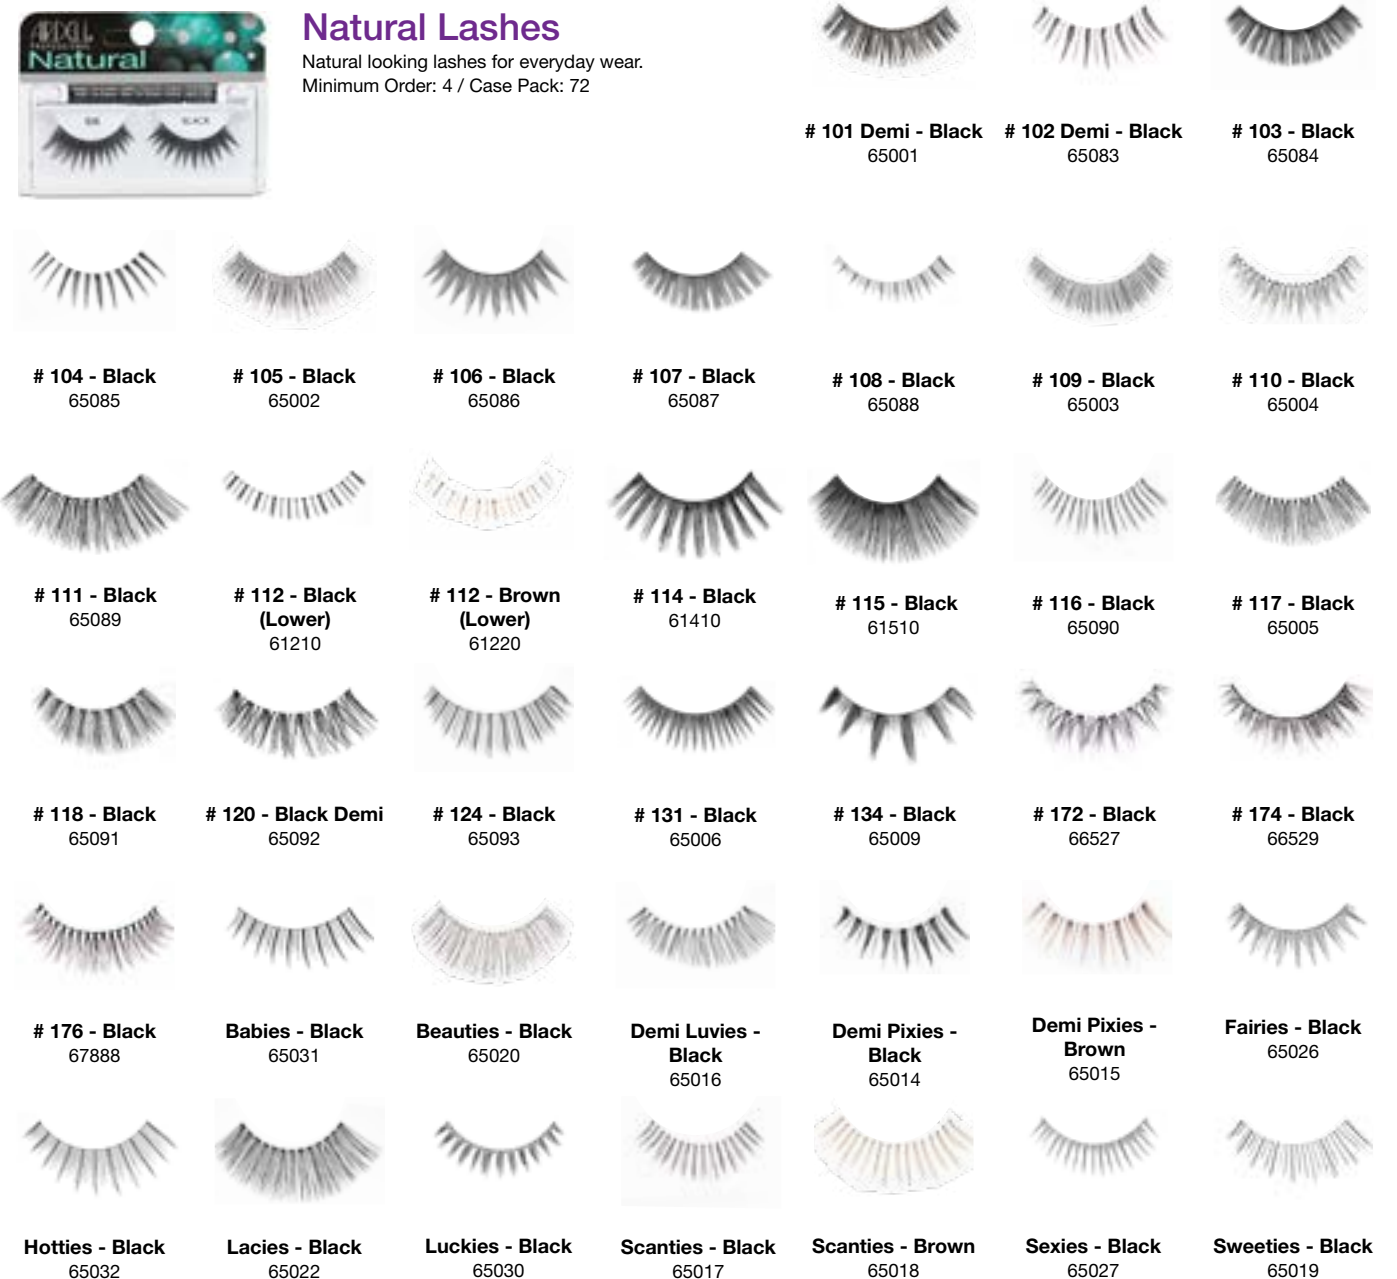 ARDELL
PROFESSIONAL
Natural
BLACK
Natural Lashes
Natural looking lashes for everyday wear.
Minimum Order: 4 / Case Pack: 72
# 101 Demi - Black
65001
# 102 Demi - Black
65083
# 103 - Black
65084
# 104 - Black
65085
# 105 - Black
65002
# 106 - Black
65086
# 107 - Black
65087
# 108 - Black
65088
# 109 - Black
65003
# 110 - Black
65004
# 111 - Black
65089
# 112 - Black
(Lower)
61210
# 112 - Brown
(Lower)
61220
# 114 - Black
61410
# 115 - Black
61510
# 116 - Black
65090
# 117 - Black
65005
# 118 - Black
65091
# 120 - Black Demi
65092
# 124 - Black
65093
# 131 - Black
65006
# 134 - Black
65009
# 172 - Black
66527
# 174 - Black
66529
# 176 - Black
67888
Babies - Black
65031
Beauties - Black
65020
Demi Luvies -
Black
65016
Demi Pixies -
Black
65014
Demi Pixies -
Brown
65015
Fairies - Black
65026
Hotties - Black
65032
Lacies - Black
65022
Luckies - Black
65030
Scanties - Black
65017
Scanties - Brown
65018
Sexies - Black
65027
Sweeties - Black
65019